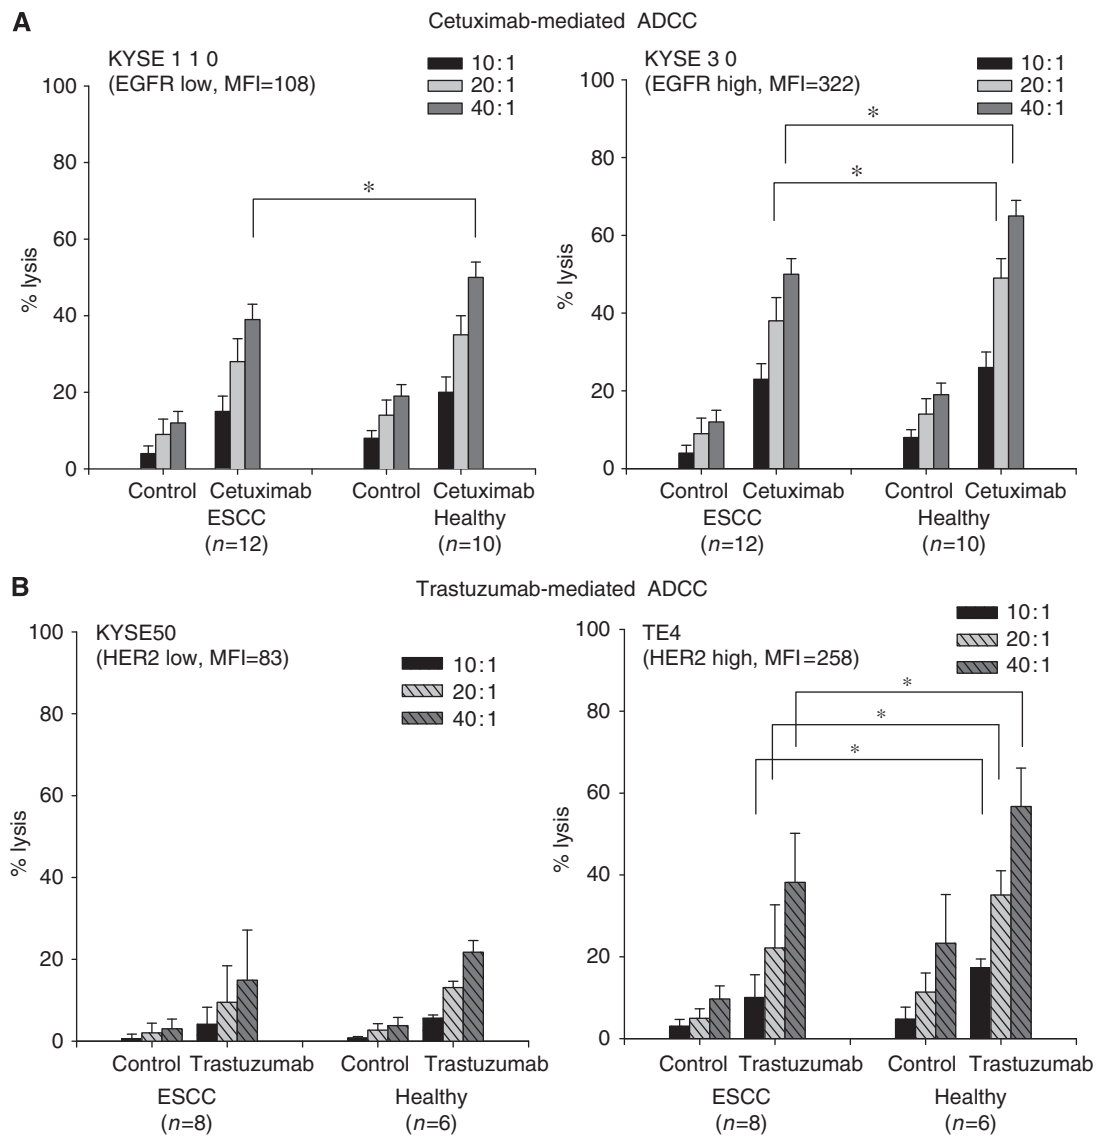 A
Cetuximab-mediated ADCC
KYSE 1 1 0
(EGFR low, MFI=108)
10:1
20:1
40:1
100
80
60
40
20
0
% lysis
*
Control Cetuximab Control Cetuximab
ESCC Healthy
(n=12) (n=10)
KYSE 3 0
(EGFR high, MFI=322)
10:1
20:1
40:1
100
80
60
40
20
0
% lysis
*
*
Control Cetuximab Control Cetuximab
ESCC Healthy
(n=12) (n=10)
B
Trastuzumab-mediated ADCC
KYSE50
(HER2 low, MFI=83)
10:1
20:1
40:1
100
80
60
40
20
0
% lysis
Control Trastuzumab Control Trastuzumab
ESCC Healthy
(n=8) (n=6)
TE4
(HER2 high, MFI=258)
10:1
20:1
40:1
100
80
60
40
20
0
% lysis
*
*
*
Control Trastuzumab Control Trastuzumab
ESCC Healthy
(n=8) (n=6)